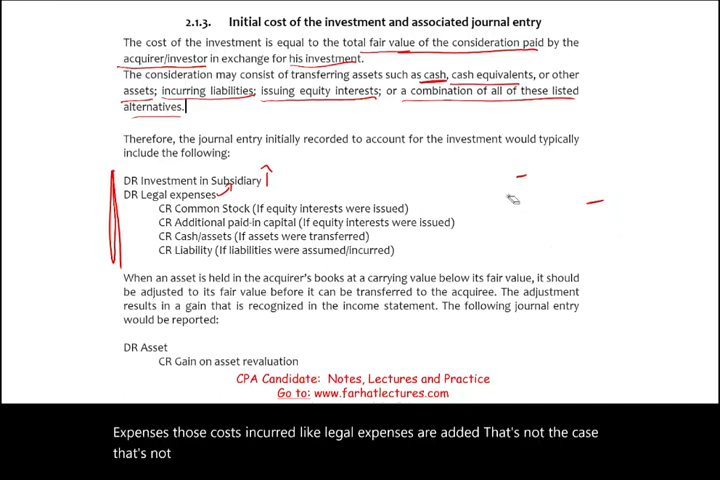 2.1.3. Initial cost of the investment and associated journal entry
The cost of the investment is equal to the total fair value of the consideration paid by the
acquirer/investor in exchange for his investment.
The consideration may consist of transferring assets such as cash, cash equivalents, or other
assets; incurring liabilities; issuing equity interests; or a combination of all of these listed
alternatives.
Therefore, the journal entry initially recorded to account for the investment would typically
include the following:
DR Investment in Subsidiary
DR Legal expenses
CR Common Stock (If equity interests were issued)
CR Additional paid-in capital (If equity interests were issued)
CR Cash/assets (If assets were transferred)
CR Liability (If liabilities were assumed/incurred)
When an asset is held in the acquirer's books at a carrying value below its fair value, it should
be adjusted to its fair value before it can be transferred to the acquiree. The adjustment
results in a gain that is recognized in the income statement. The following journal entry
would be reported:
DR Asset
CR Gain on asset revaluation
CPA Candidate: Notes, Lectures and Practice
Go to: www.farhatlectures.com
Expenses those costs incurred like legal expenses are added That's not the case
that's not